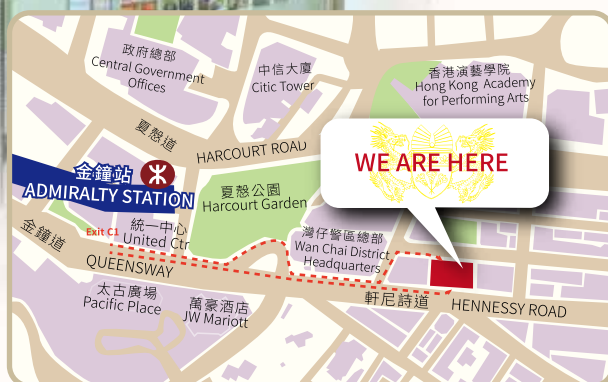 政府總部
Central Government
Offices
中信大廈
Citic Tower
香港演藝學院
Hong Kong Academy
for Performing Arts
夏慤道
HARCOURT ROAD
WE ARE HERE
金鐘站
ADMIRALTY STATION
夏慤公園
Harcourt Garden
金鐘道
Exit C1
統一中心
United Ctr
灣仔警區總部
Wan Chai District
Headquarters
QUEENSWAY
太古廣場
Pacific Place
萬豪酒店
JW Mariott
軒尼詩道
HENNESSY ROAD